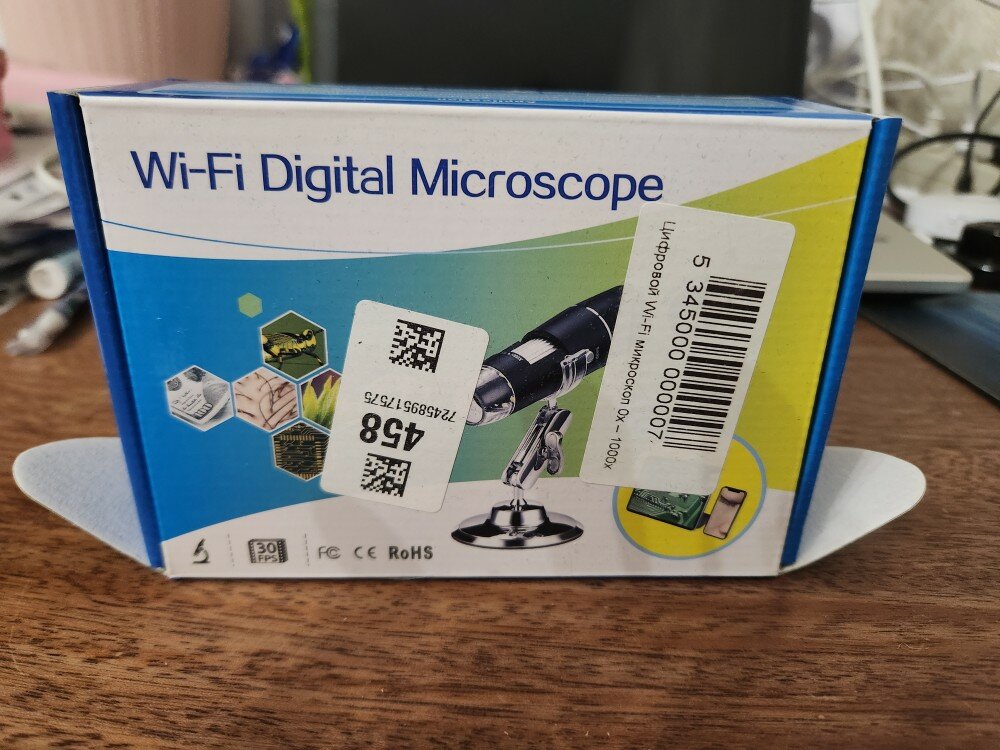 Wi-Fi Digital Microscope
Цифровой Wi-Fi микроскоп 0x – 1000x
5 345000 000007
724589517575
458
30
FPS
FC CE RoHS